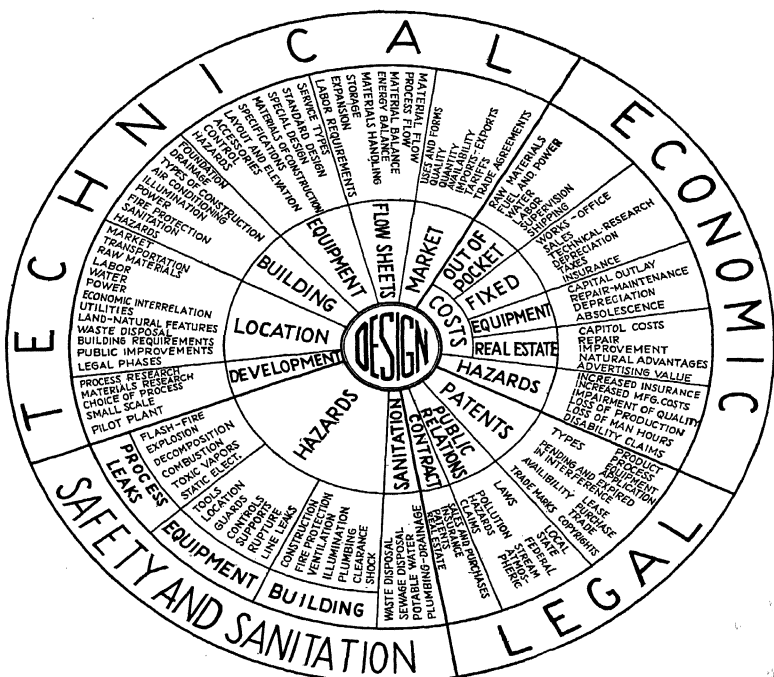 TECHNICAL
ECONOMIC
LEGAL
SAFETY AND SANITATION
DESIGN
DEVELOPMENT
PROCESS RESEARCH
MATERIALS RESEARCH
CHOICE OF PROCESS
SMALL SCALE
PILOT PLANT
LOCATION
MARKET
TRANSPORTATION
RAW MATERIALS
LABOR
WATER
POWER
ECONOMIC INTERRELATION
UTILITIES
LAND-NATURAL FEATURES
WASTE DISPOSAL
BUILDING REQUIREMENTS
PUBLIC IMPROVEMENTS
LEGAL PHASES
BUILDING
FOUNDATION
DRAINAGE
TYPES OF CONSTRUCTION
AIR CONDITIONING
ILLUMINATION
POWER
FIRE PROTECTION
SANITATION
HAZARDS
EQUIPMENT
SERVICE TYPES
STANDARD DESIGN
SPECIAL DESIGN
MATERIALS OF CONSTRUCTION
SPECIFICATIONS
LAYOUT AND ELEVATION
ACCESSORIES
CONTROL
HAZARDS
FLOW SHEETS
MATERIAL FLOW
PROCESS FLOW
MATERIAL BALANCE
ENERGY BALANCE
MATERIALS HANDLING
STORAGE
EXPANSION
LABOR REQUIREMENTS
MARKET
USES AND FORMS
QUALITY
QUANTITY
AVAILABILITY
IMPORTS-EXPORTS
TARIFFS
TRADE AGREEMENTS
COSTS
OUT OF
POCKET
RAW MATERIALS
FUEL AND POWER
WATER
LABOR
SUPERVISION
SHIPPING
FIXED
WORKS-OFFICE
SALES
TECHNICAL-RESEARCH
DEPRECIATION
TAXES
INSURANCE
EQUIPMENT
CAPITAL OUTLAY
REPAIR-MAINTENANCE
DEPRECIATION
ABSOLESCENCE
REAL ESTATE
CAPITOL COSTS
REPAIR
IMPROVEMENT
NATURAL ADVANTAGES
ADVERTISING VALUE
HAZARDS
INCREASED INSURANCE
INCREASED MFG. COSTS
IMPAIRMENT OF QUALITY
LOSS OF PRODUCTION
LOSS OF MAN HOURS
DISABILITY CLAIMS
PATENTS
TYPES
PRODUCT
PROCESS
EQUIPMENT
APPLICATION
PENDING AND EXPIRED
IN INTERFERENCE
AVAILIBILITY
LEASE
PURCHASE
TRADE
TRADE MARKS
COPYRIGHTS
PUBLIC
RELATIONS
LAWS
LOCAL
STATE
FEDERAL
POLLUTION
HAZARDS
CLAIMS
STREAM
ATMOS-
PHERIC
CONTRACT
SALES AND PURCHASES
INSURANCE
PATENTS
REAL ESTATE
SANITATION
WASTE DISPOSAL
SEWAGE DISPOSAL
POTABLE WATER
PLUMBING-DRAINAGE
HAZARDS
PROCESS
LEAKS
FLASH-FIRE
EXPLOSION
DECOMPOSITION
COMBUSTION
TOXIC VAPORS
STATIC ELECT.
EQUIPMENT
TOOLS
LOCATION
GUARDS
CONTROLS
SUPPORTS
RUPTURE
LINE LEAKS
BUILDING
CONSTRUCTION
FIRE PROTECTION
VENTILATION
ILLUMINATION
PLUMBING
CLEARANCE
SHOCK